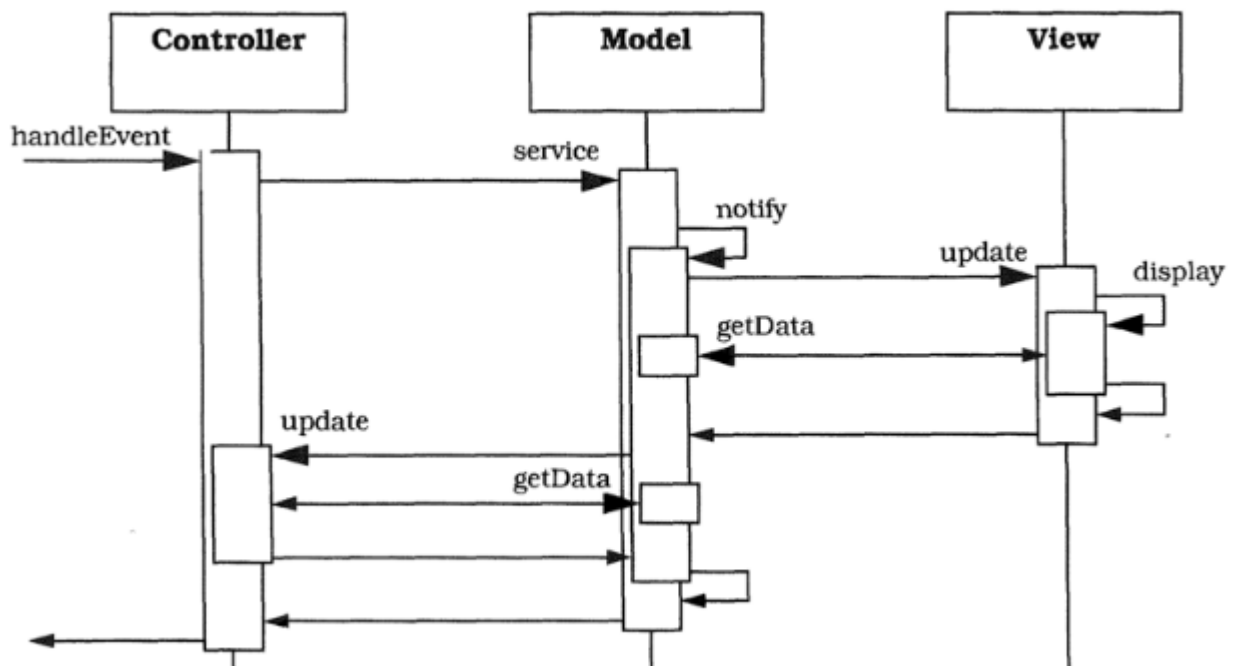 Controller
Model
View
handleEvent
service
notify
update
display
getData
update
getData